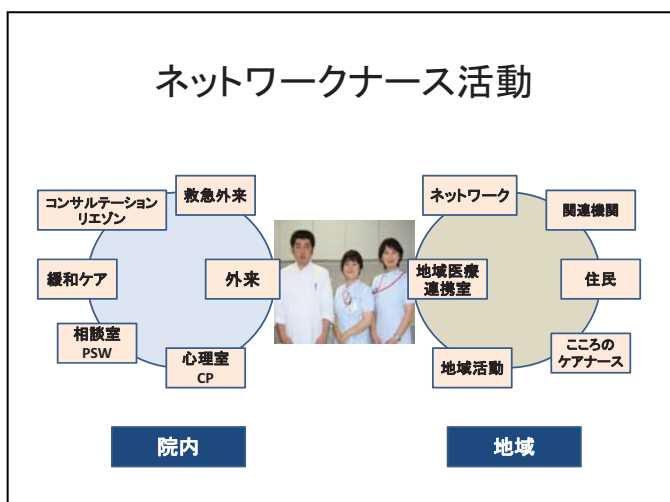 ネットワークナース活動
救急外来
コンサルテーション
リエゾン
緩和ケア
外来
相談室
PSW
心理室
CP
院内
ネットワーク
関連機関
地域医療
連携室
住民
こころの
ケアナース
地域活動
地域